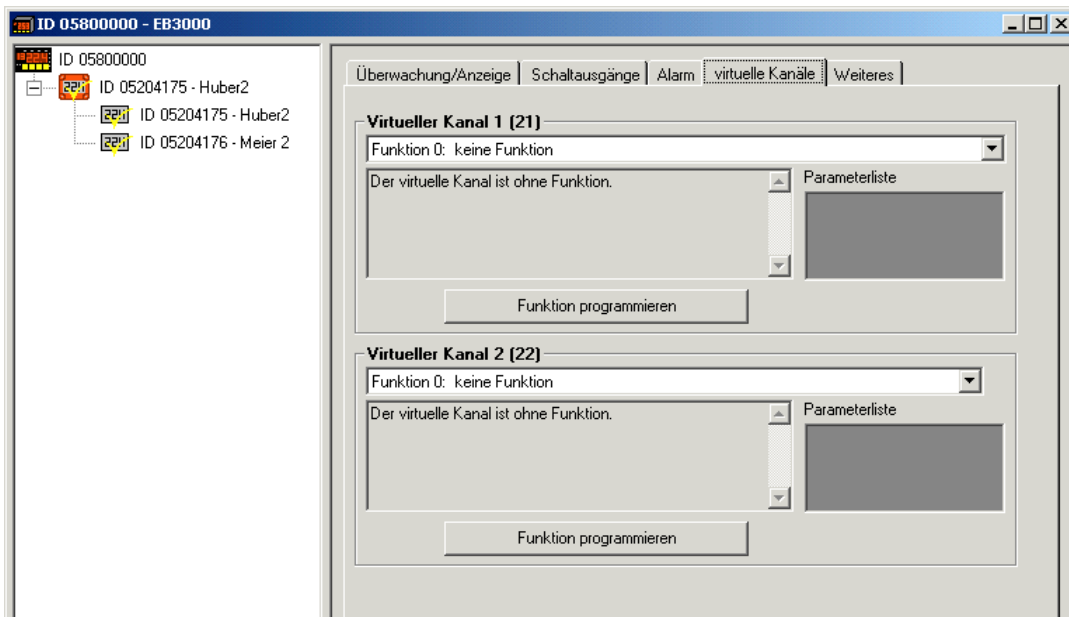 ID 05800000 - EB3000
ID 05800000
ID 05204175 - Huber2
ID 05204175 - Huber2
ID 05204176 - Meier 2
Überwachung/Anzeige Schaltausgänge Alarm virtuelle Kanäle Weiteres
Virtueller Kanal 1 (21)
Funktion 0: keine Funktion
Der virtuelle Kanal ist ohne Funktion.
Parameterliste
Funktion programmieren
Virtueller Kanal 2 (22)
Funktion 0: keine Funktion
Der virtuelle Kanal ist ohne Funktion.
Parameterliste
Funktion programmieren